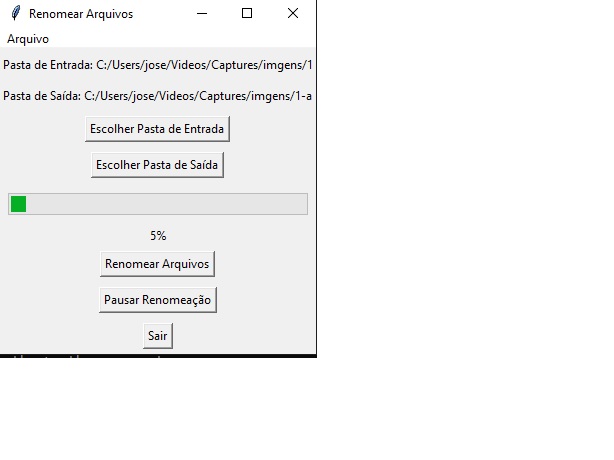 Renomear Arquivos
Arquivo
Pasta de Entrada: C:/Users/jose/Videos/Captures/imgens/1
Pasta de Saída: C:/Users/jose/Videos/Captures/imgens/1-a
Escolher Pasta de Entrada
Escolher Pasta de Saída
5%
Renomear Arquivos
Pausar Renomeação
Sair